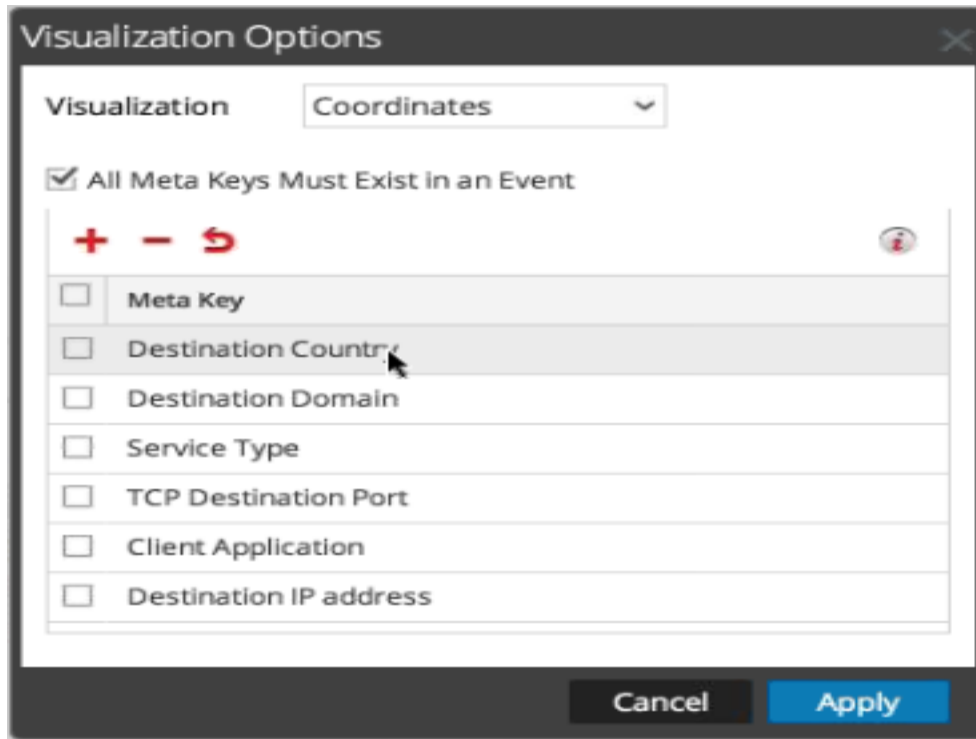 Visualization Options
Visualization Coordinates
All Meta Keys Must Exist in an Event
Meta Key
Destination Country
Destination Domain
Service Type
TCP Destination Port
Client Application
Destination IP address
Cancel Apply